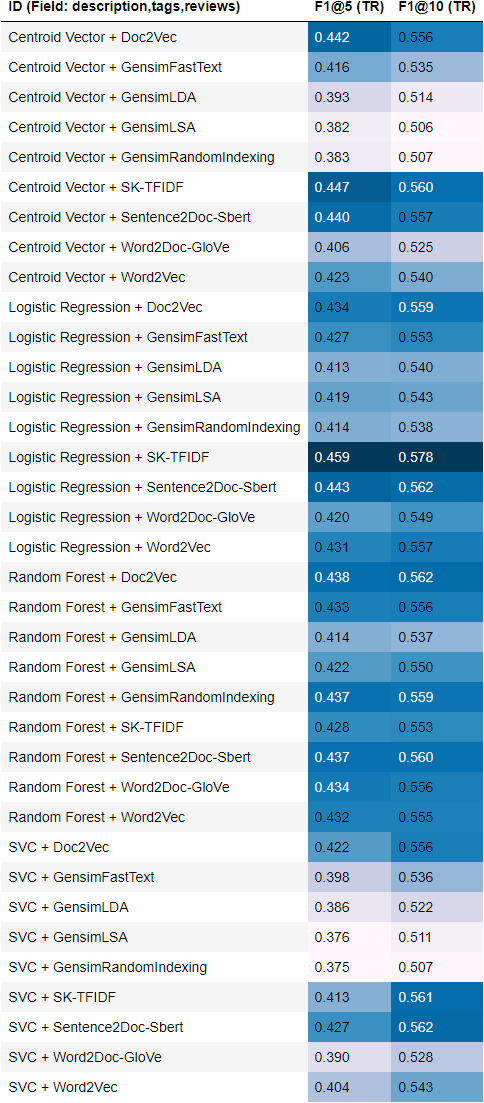 ID (Field: description,tags,reviews) F1@5 (TR) F1@10 (TR)
Centroid Vector + Doc2Vec 0.442 0.556
Centroid Vector + GensimFastText 0.416 0.535
Centroid Vector + GensimLDA 0.393 0.514
Centroid Vector + GensimLSA 0.382 0.506
Centroid Vector + GensimRandomIndexing 0.383 0.507
Centroid Vector + SK-TFIDF 0.447 0.560
Centroid Vector + Sentence2Doc-Sbert 0.440 0.557
Centroid Vector + Word2Doc-GloVe 0.406 0.525
Centroid Vector + Word2Vec 0.423 0.540
Logistic Regression + Doc2Vec 0.434 0.559
Logistic Regression + GensimFastText 0.427 0.553
Logistic Regression + GensimLDA 0.413 0.540
Logistic Regression + GensimLSA 0.419 0.543
Logistic Regression + GensimRandomIndexing 0.414 0.538
Logistic Regression + SK-TFIDF 0.459 0.578
Logistic Regression + Sentence2Doc-Sbert 0.443 0.562
Logistic Regression + Word2Doc-GloVe 0.420 0.549
Logistic Regression + Word2Vec 0.431 0.557
Random Forest + Doc2Vec 0.438 0.562
Random Forest + GensimFastText 0.433 0.556
Random Forest + GensimLDA 0.414 0.537
Random Forest + GensimLSA 0.422 0.550
Random Forest + GensimRandomIndexing 0.437 0.559
Random Forest + SK-TFIDF 0.428 0.553
Random Forest + Sentence2Doc-Sbert 0.437 0.560
Random Forest + Word2Doc-GloVe 0.434 0.556
Random Forest + Word2Vec 0.432 0.555
SVC + Doc2Vec 0.422 0.556
SVC + GensimFastText 0.398 0.536
SVC + GensimLDA 0.386 0.522
SVC + GensimLSA 0.376 0.511
SVC + GensimRandomIndexing 0.375 0.507
SVC + SK-TFIDF 0.413 0.561
SVC + Sentence2Doc-Sbert 0.427 0.562
SVC + Word2Doc-GloVe 0.390 0.528
SVC + Word2Vec 0.404 0.543